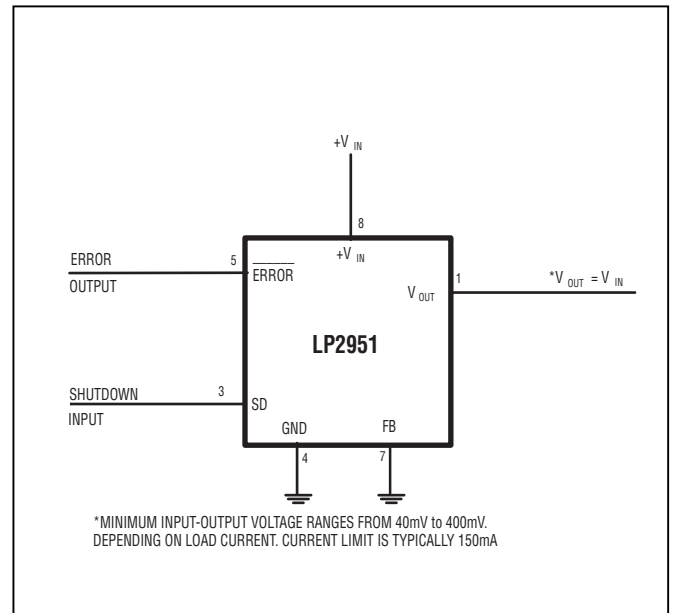 +V IN
8
+V IN
ERROR
5
ERROR
OUTPUT
1
*V OUT = V IN
V OUT
LP2951
SHUTDOWN
3
SD
INPUT
GND
FB
4
7
*MINIMUM INPUT-OUTPUT VOLTAGE RANGES FROM 40mV to 400mV.
DEPENDING ON LOAD CURRENT. CURRENT LIMIT IS TYPICALLY 150mA